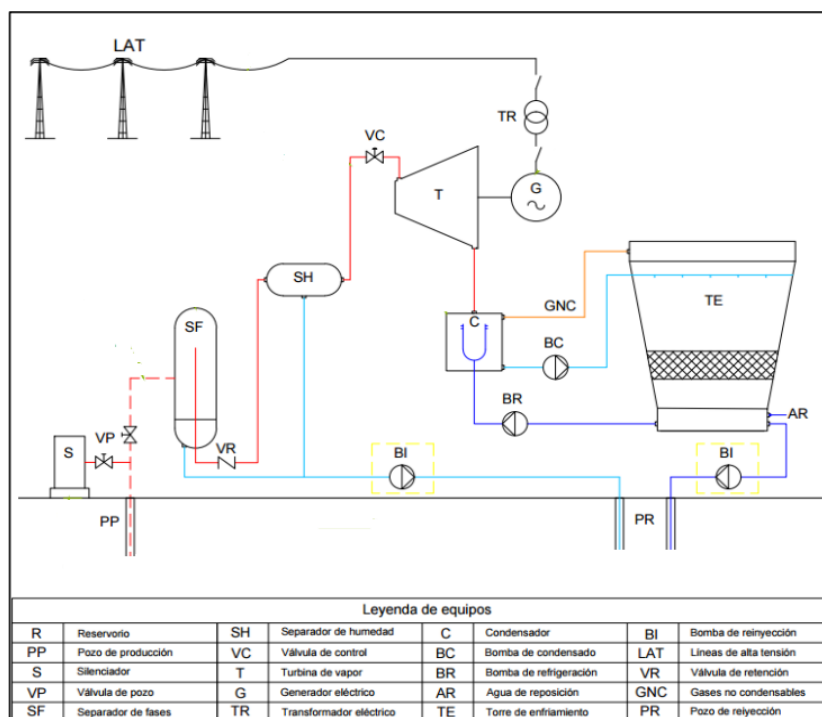 LAT
TR
VC
T
G
SH
GNC
SF
C
TE
BC
BR
AR
VP
VR
S
BI
BI
PP
PR
Leyenda de equipos
R Reservorio SH Separador de humedad C Condensador BI Bomba de reinyección
PP Pozo de producción VC Válvula de control BC Bomba de condensado LAT Líneas de alta tensión
S Silenciador T Turbina de vapor BR Bomba de refrigeración VR Válvula de retención
VP Válvula de pozo G Generador eléctrico AR Agua de reposición GNC Gases no condensables
SF Separador de fases TR Transformador eléctrico TE Torre de enfriamiento PR Pozo de reiyección